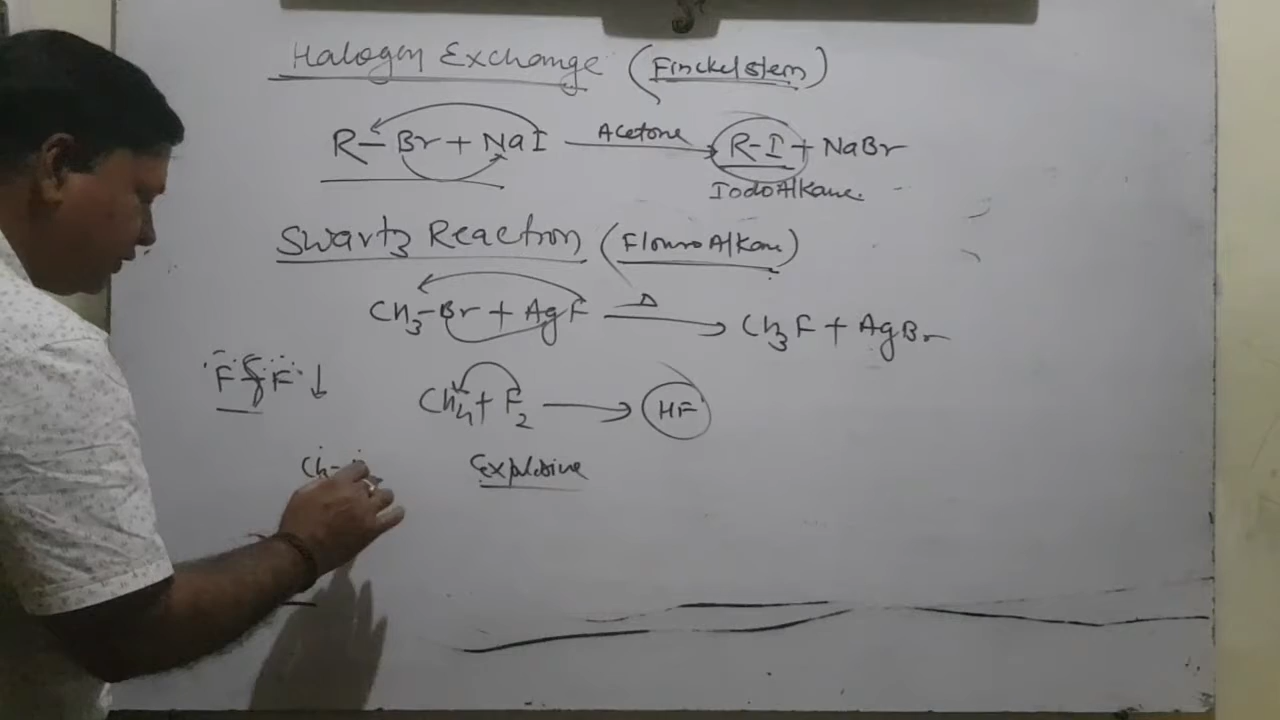 Halogen Exchange (Finckelstein)
R-Br + NaI Acetone → R-I + NaBr
IodoAlkane.
Swartz Reaction (FlouroAlkane)
CH3-Br + AgF Δ → CH3F + AgBr
F-F ↓ CH4 + F2 → HF
Explosive